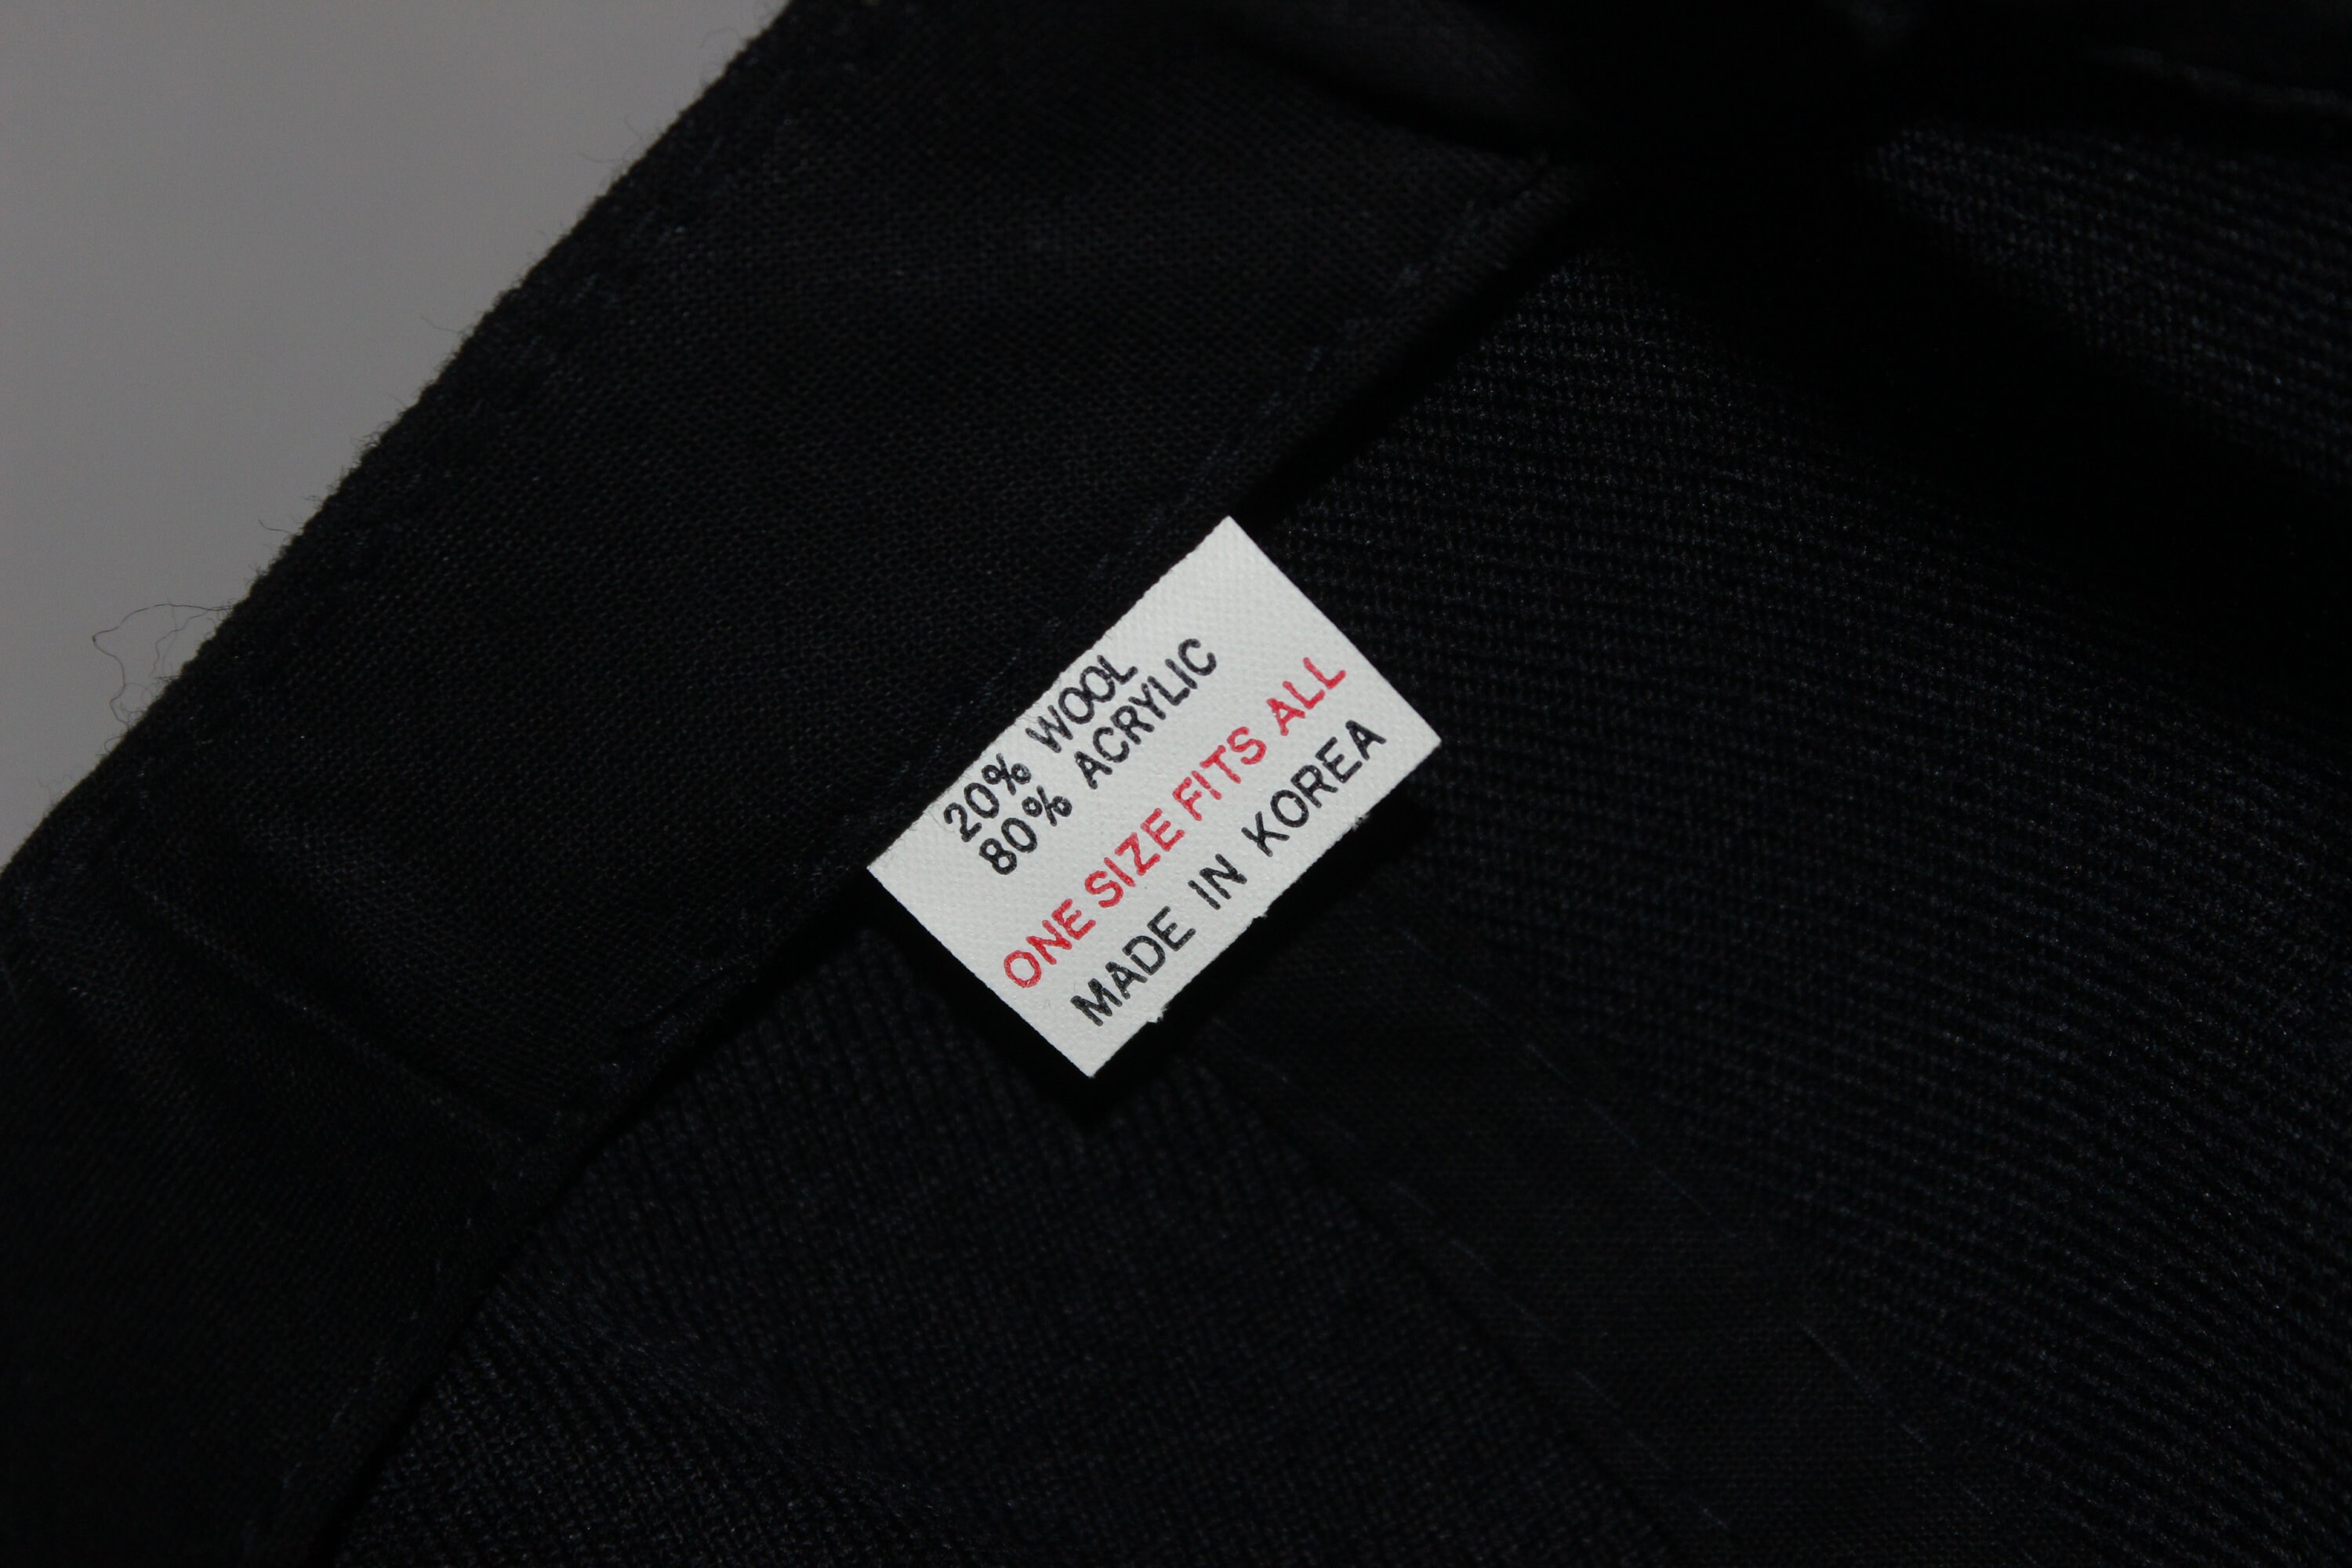 20% WOOL
80% ACRYLIC
ONE SIZE FITS ALL
MADE IN KOREA